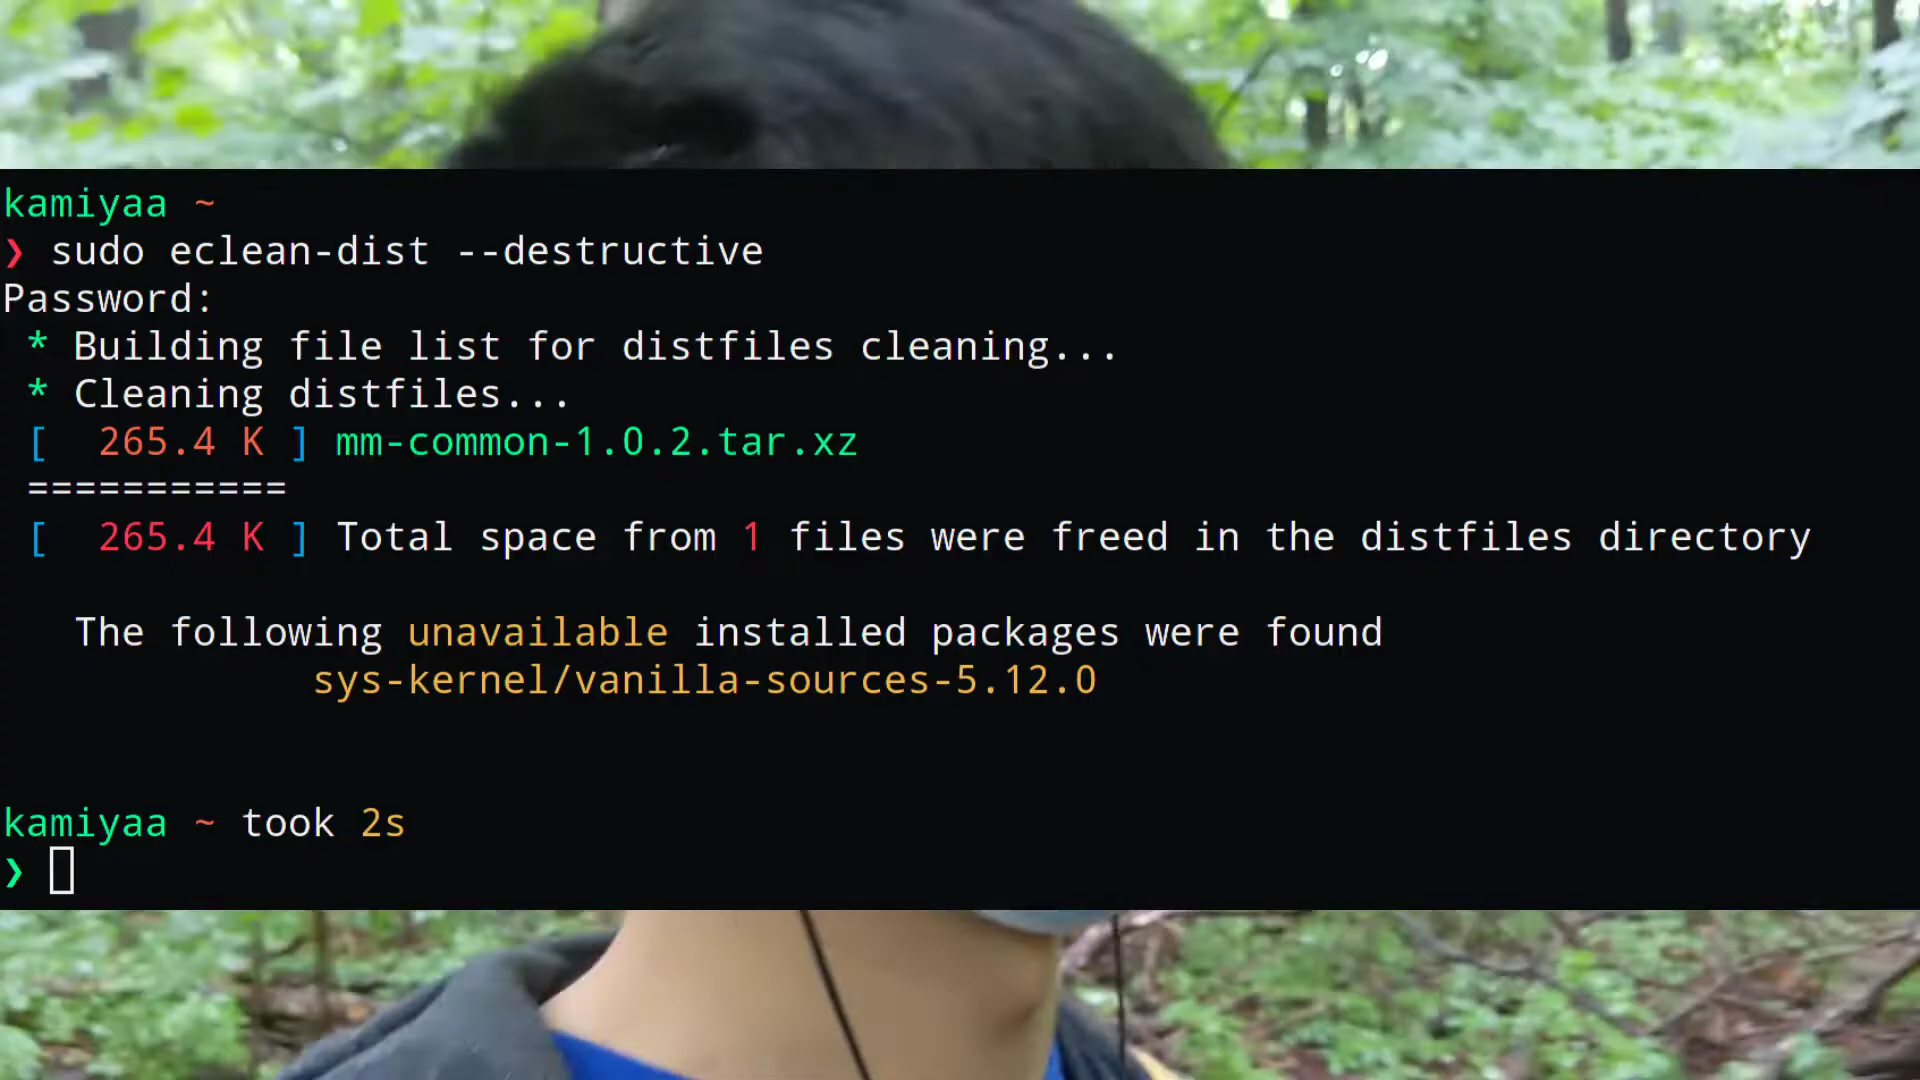 kamiyaa ~
❯ sudo eclean-dist --destructive
Password:
* Building file list for distfiles cleaning...
* Cleaning distfiles...
[ 265.4 K ] mm-common-1.0.2.tar.xz
===========
[ 265.4 K ] Total space from 1 files were freed in the distfiles directory
The following unavailable installed packages were found
sys-kernel/vanilla-sources-5.12.0
kamiyaa ~ took 2s
❯